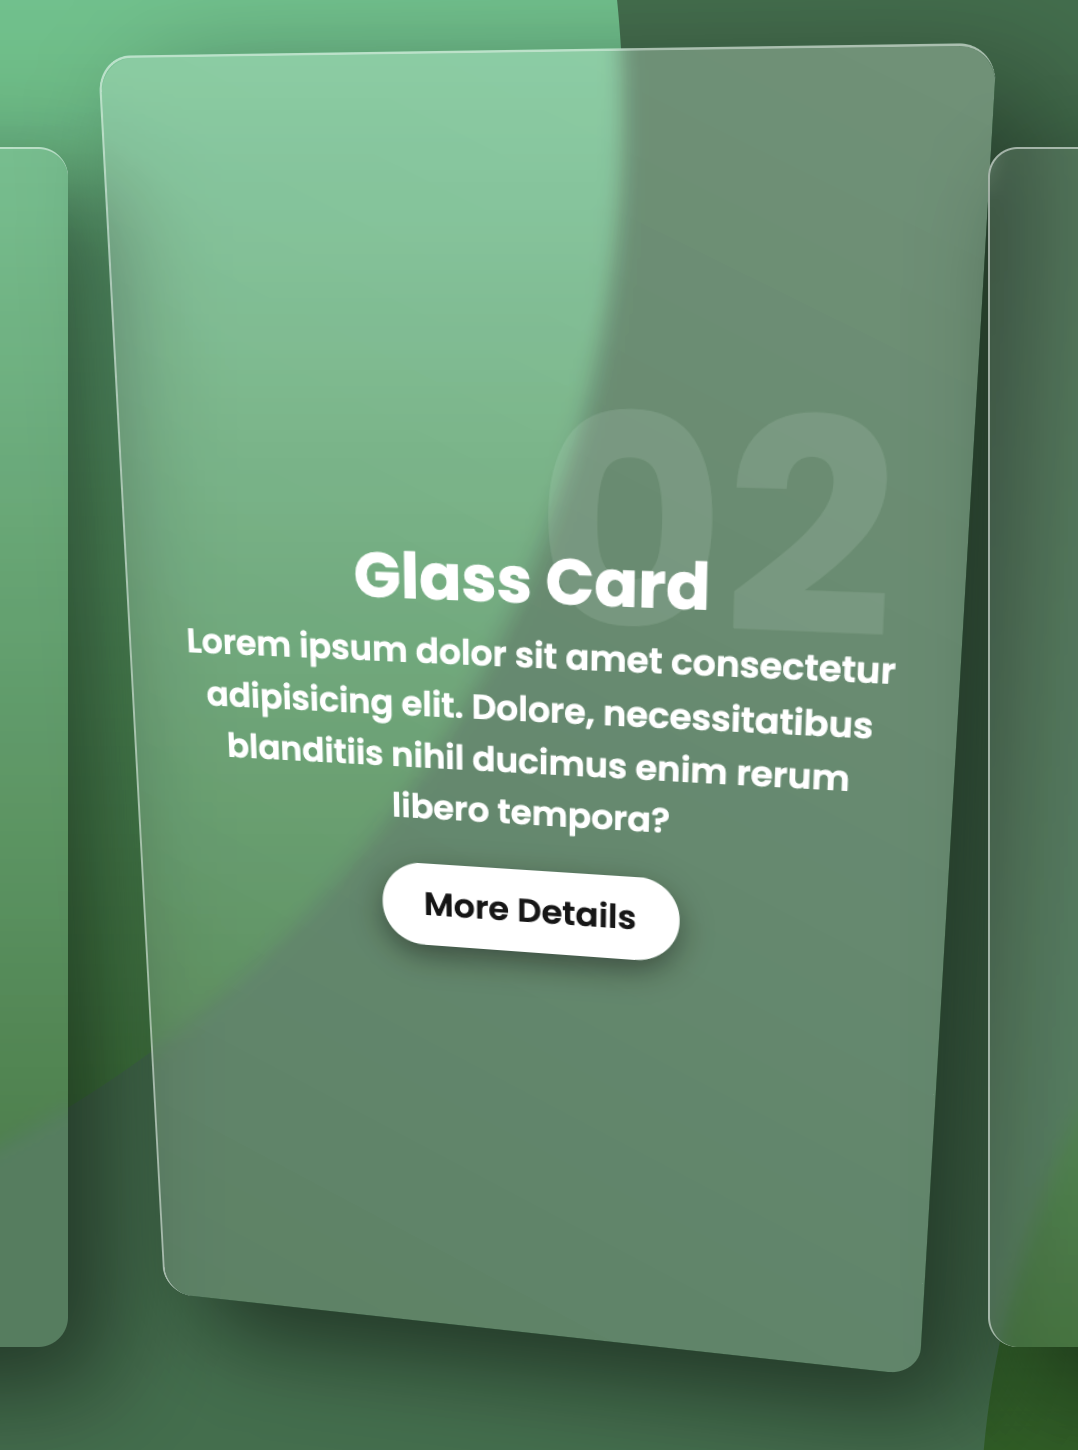 02
Glass Card
Lorem ipsum dolor sit amet consectetur
adipisicing elit. Dolore, necessitatibus
blanditiis nihil ducimus enim rerum
libero tempora?
More Details